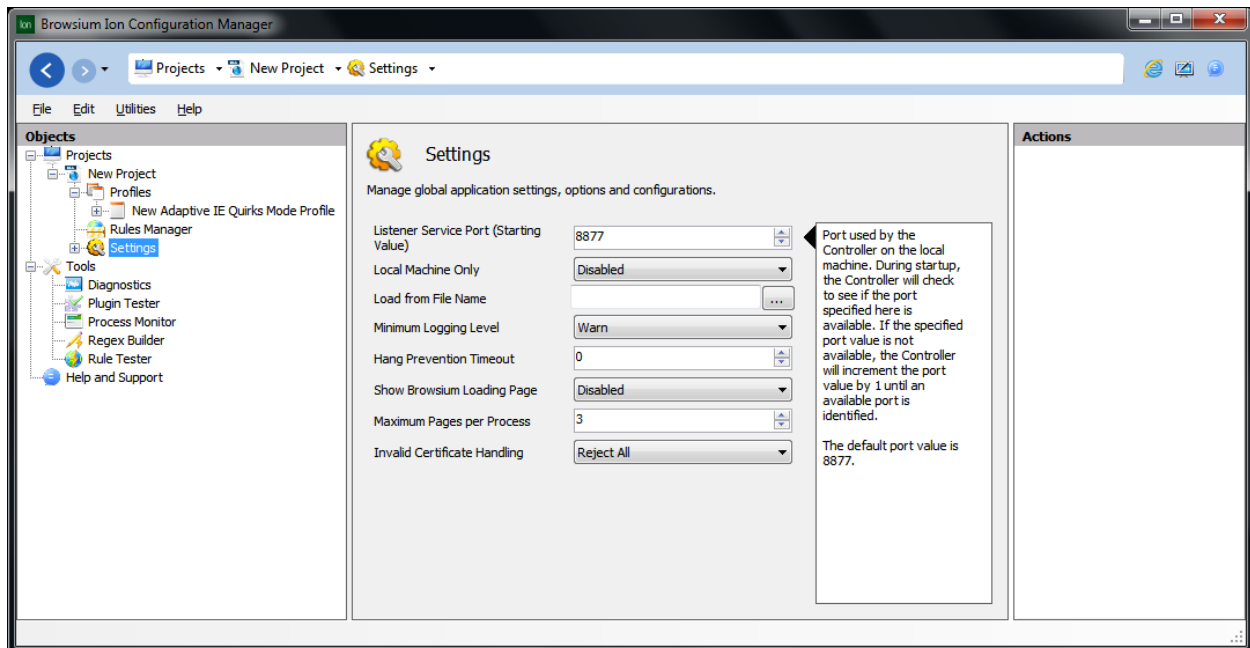 Ion Browsium Ion Configuration Manager
Projects New Project Settings
File Edit Utilities Help
Objects
Projects
New Project
Profiles
New Adaptive IE Quirks Mode Profile
Rules Manager
Settings
Tools
Diagnostics
Plugin Tester
Process Monitor
Regex Builder
Rule Tester
Help and Support
Settings
Manage global application settings, options and configurations.
Listener Service Port (Starting
Value)
8877
Local Machine Only
Disabled
Load from File Name
...
Minimum Logging Level
Warn
Hang Prevention Timeout
0
Show Browsium Loading Page
Disabled
Maximum Pages per Process
3
Invalid Certificate Handling
Reject All
Port used by the
Controller on the local
machine. During startup,
the Controller will check
to see if the port
specified here is
available. If the specified
port value is not
available, the Controller
will increment the port
value by 1 until an
available port is
identified.
The default port value is
8877.
Actions